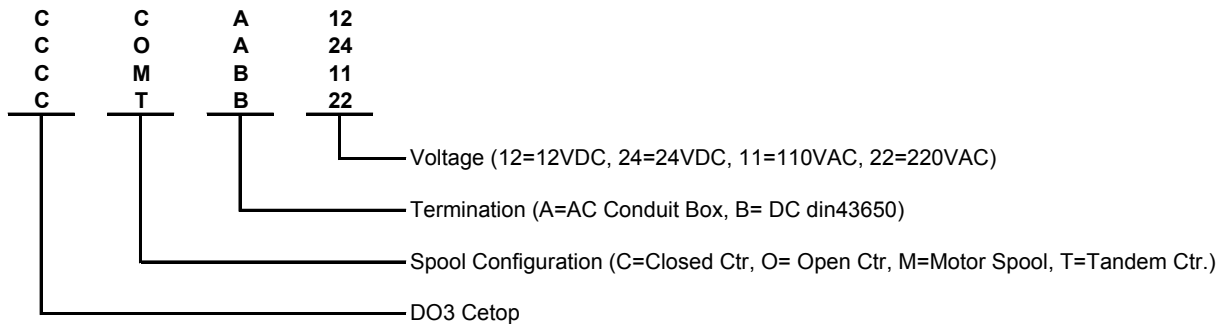 C C A 12
C O A 24
C M B 11
C T B 22
Voltage (12=12VDC, 24=24VDC, 11=110VAC, 22=220VAC)
Termination (A=AC Conduit Box, B= DC din43650)
Spool Configuration (C=Closed Ctr, O= Open Ctr, M=Motor Spool, T=Tandem Ctr.)
DO3 Cetop